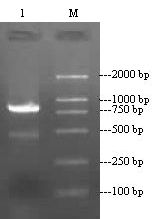 1 M
---2000 bp
---1000 bp
---750 bp
---500 bp
---250 bp
---100 bp